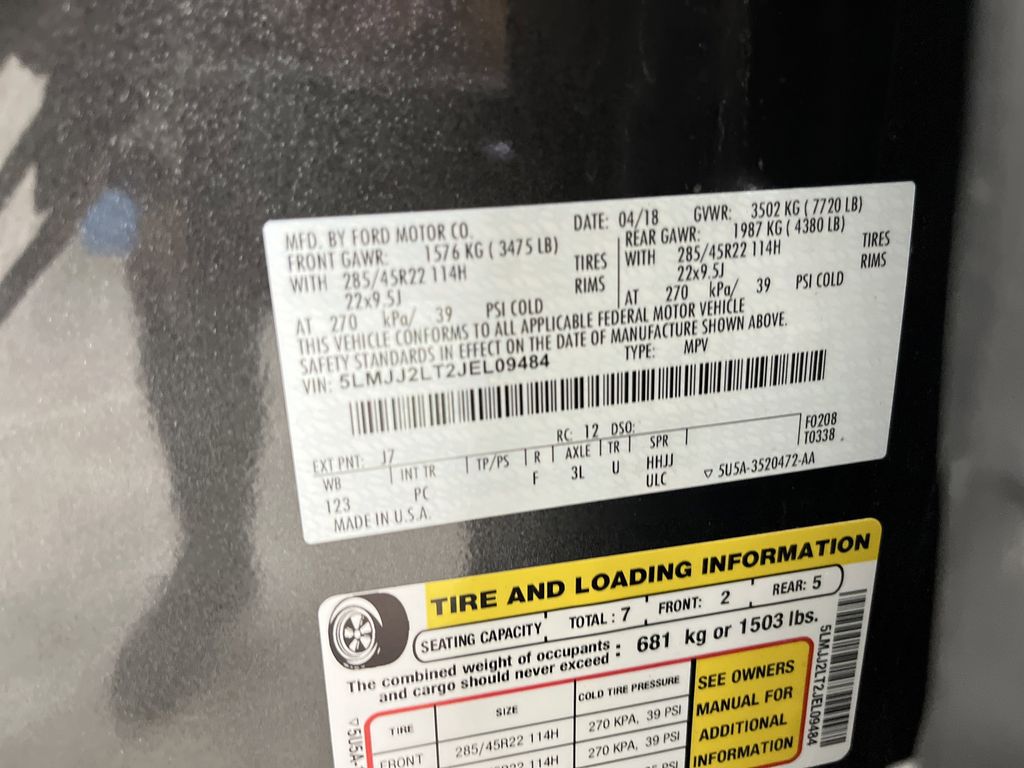 MFD. BY FORD MOTOR CO. DATE: 04/18 GVWR: 3502 KG ( 7720 LB)
FRONT GAWR: 1576 KG ( 3475 LB) REAR GAWR: 1987 KG ( 4380 LB)
WITH 285/45R22 114H TIRES WITH 285/45R22 114H TIRES
22x9.5J RIMS 22x9.5J RIMS
AT 270 kPa/ 39 PSI COLD AT 270 kPa/ 39 PSI COLD
THIS VEHICLE CONFORMS TO ALL APPLICABLE FEDERAL MOTOR VEHICLE
SAFETY STANDARDS IN EFFECT ON THE DATE OF MANUFACTURE SHOWN ABOVE.
VIN: 5LMJJ2LT2JEL09484 TYPE: MPV
EXT PNT: J7 RC: 12 DSO: F0208
WB INT TR TP/PS R AXLE TR SPR T0338
123 PC F 3L U HHJJ
ULC
MADE IN U.S.A. 5U5A-3520472-AA
TIRE AND LOADING INFORMATION
SEATING CAPACITY TOTAL : 7 FRONT: 2 REAR: 5
The combined weight of occupants
and cargo should never exceed : 681 kg or 1503 lbs.
TIRE SIZE COLD TIRE PRESSURE
FRONT 285/45R22 114H 270 KPA, 39 PSI
114H 270 KPA, 39 PSI
PSI
SEE OWNERS
MANUAL FOR
ADDITIONAL
INFORMATION
5LMJJ2LT2JEL09484
5U5A-